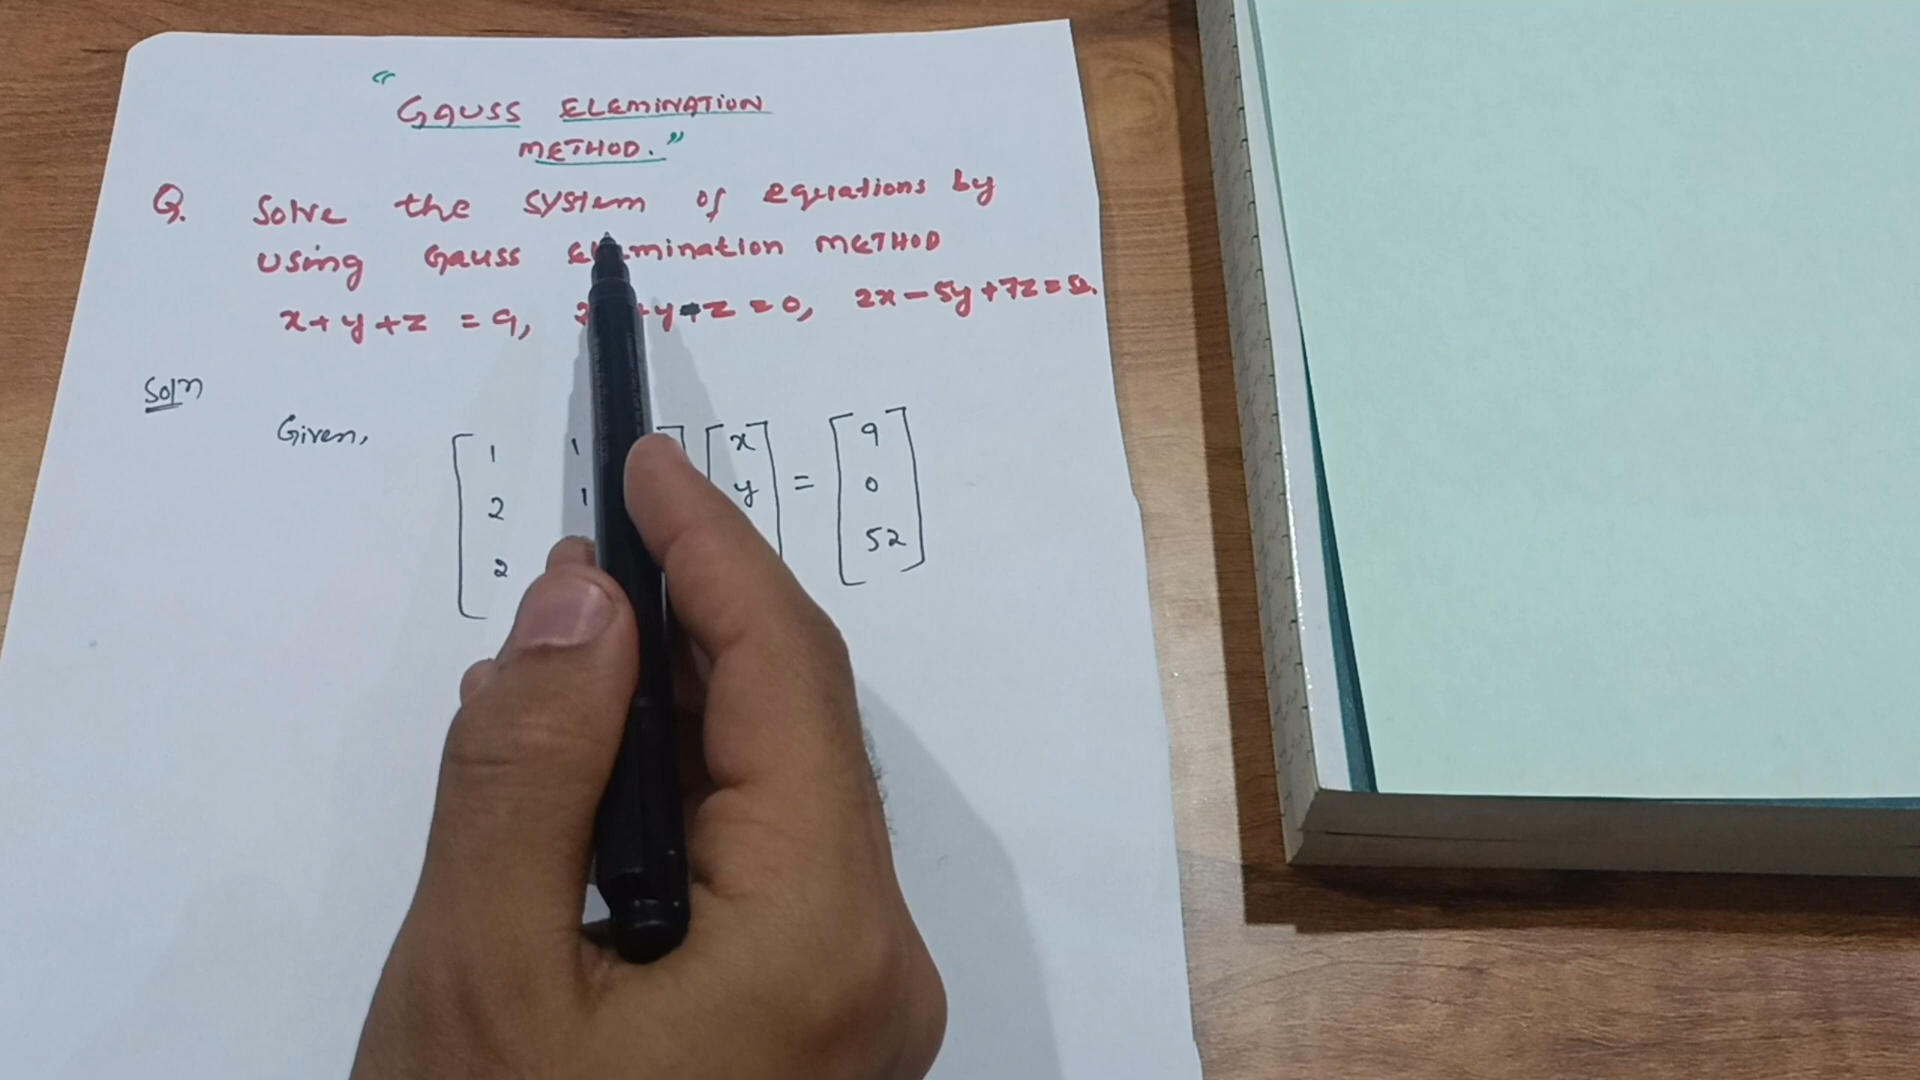 "
GAUSS ELEMINATION
METHOD."
Q. Solve the system of equations by
using Gauss mination METHOD
x+y+z = 9, y z = 0, 2x-5y+7z=52.
Soln
Given,
1 1 x 9
2 1 y = 0
2 52